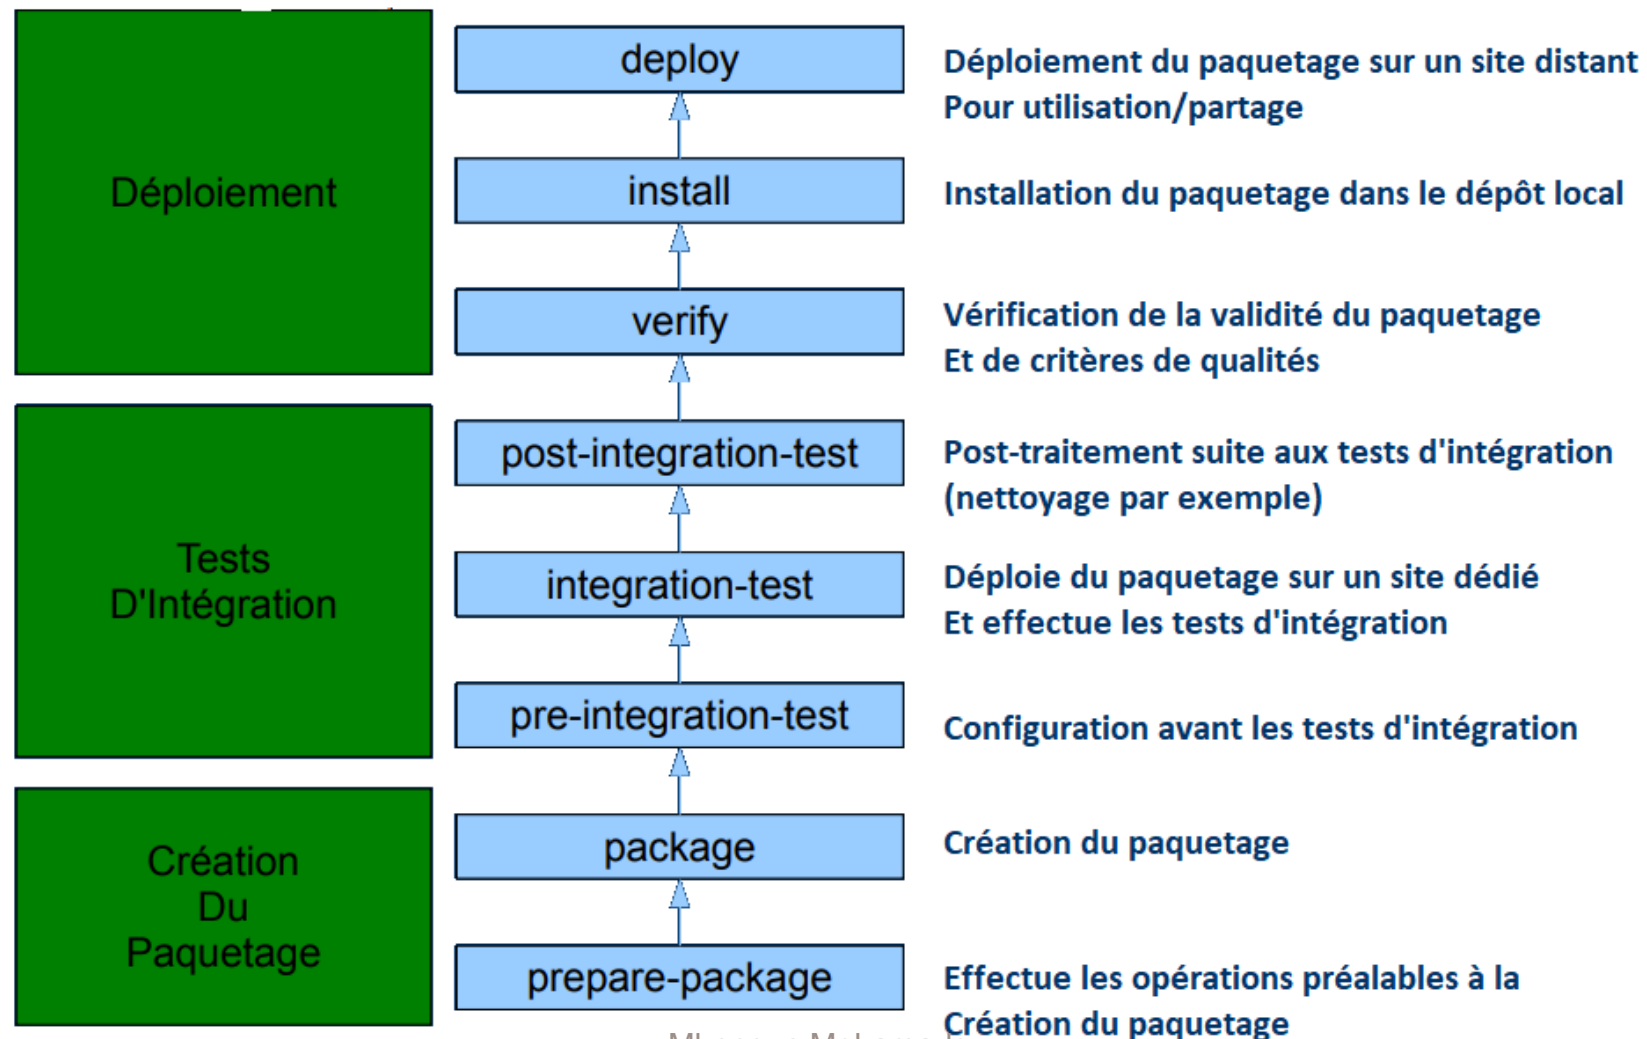 deploy
Déploiement du paquetage sur un site distant
Pour utilisation/partage
Déploiement
install
Installation du paquetage dans le dépôt local
verify
Vérification de la validité du paquetage
Et de critères de qualités
post-integration-test
Post-traitement suite aux tests d'intégration
(nettoyage par exemple)
Tests
D'Intégration
integration-test
Déploie du paquetage sur un site dédié
Et effectue les tests d'intégration
pre-integration-test
Configuration avant les tests d'intégration
Création
Du
Paquetage
package
Création du paquetage
prepare-package
Effectue les opérations préalables à la
Création du paquetage